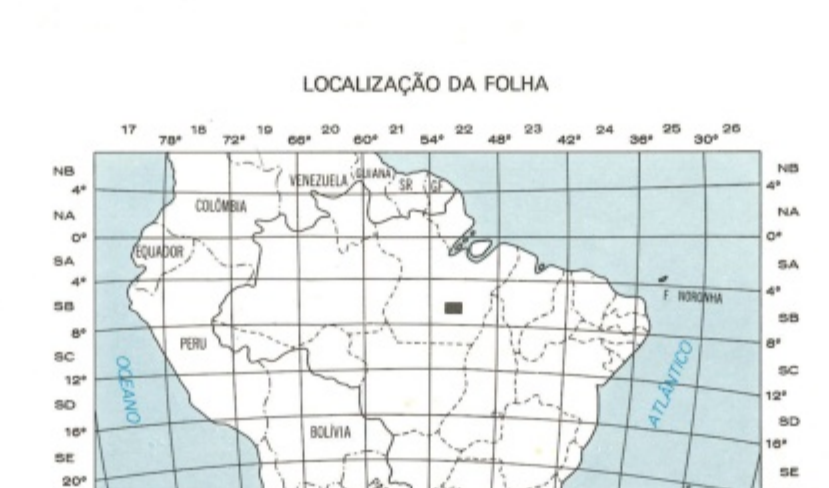 LOCALIZAÇÃO DA FOLHA
17 18 19 20 21 22 23 24 25 26
78° 72° 66° 60° 54° 48° 42° 36° 30°
NB NB
4° VENEZUELA GUIANA SR GF 4°
NA COLÔMBIA NA
0° 0°
EQUADOR
SA SA
4° 4°
F. NORONHA
SB SB
8° PERU 8°
SC SC
12° OCEANO ATLÂNTICO 12°
SD SD
16° BOLÍVIA 16°
SE SE
20°